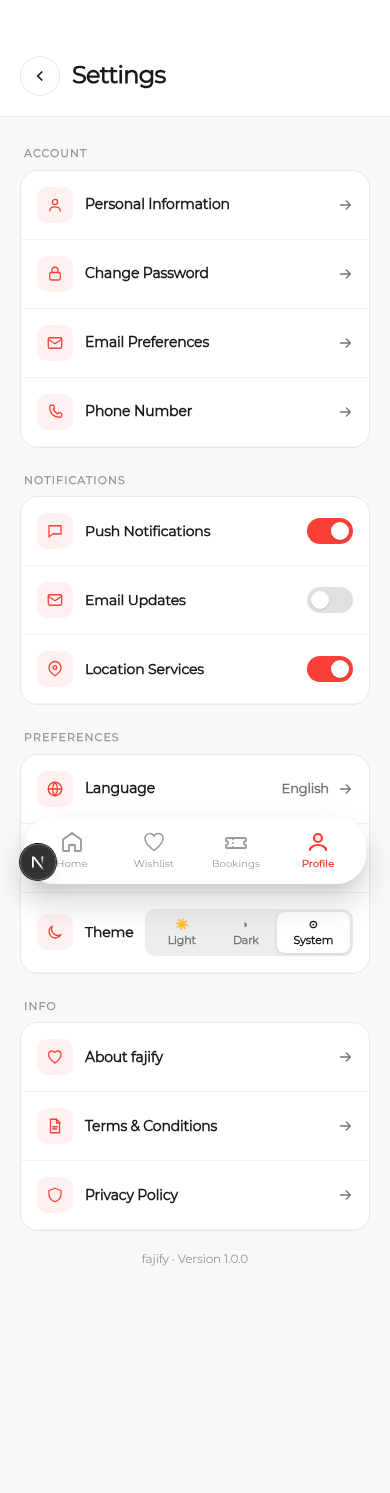 Settings
ACCOUNT
Personal Information
Change Password
Email Preferences
Phone Number
NOTIFICATIONS
Push Notifications
Email Updates
Location Services
PREFERENCES
Language English
N
Home Wishlist Bookings Profile
Theme Light Dark System
INFO
About fajify
Terms & Conditions
Privacy Policy
fajify · Version 1.0.0